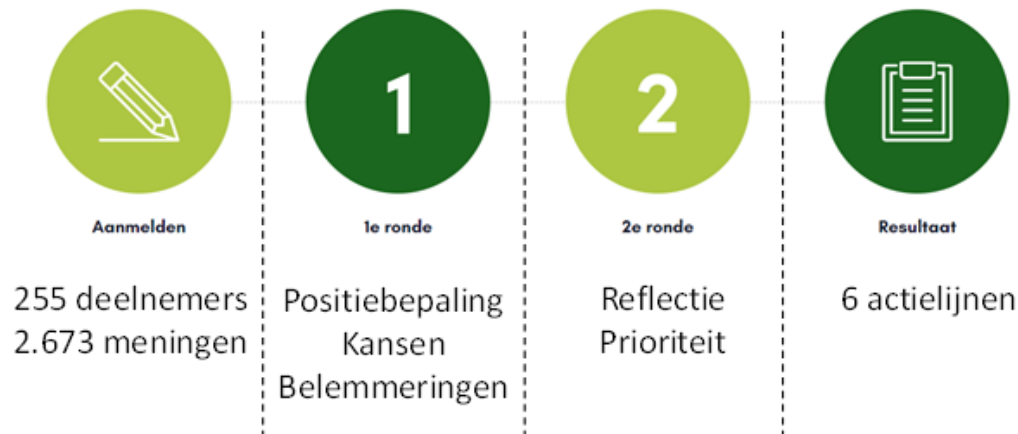 Aanmelden
255 deelnemers
2.673 meningen
1
1e ronde
Positiebepaling
Kansen
Belemmeringen
2
2e ronde
Reflectie
Prioriteit
Resultaat
6 actielijnen